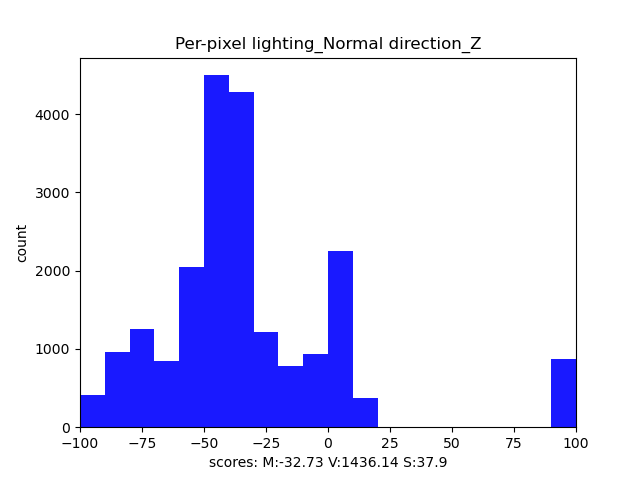 Per-pixel lighting_Normal direction_Z
4000
3000
2000
1000
0
count
−100 −75 −50 −25 0 25 50 75 100
scores: M:-32.73 V:1436.14 S:37.9